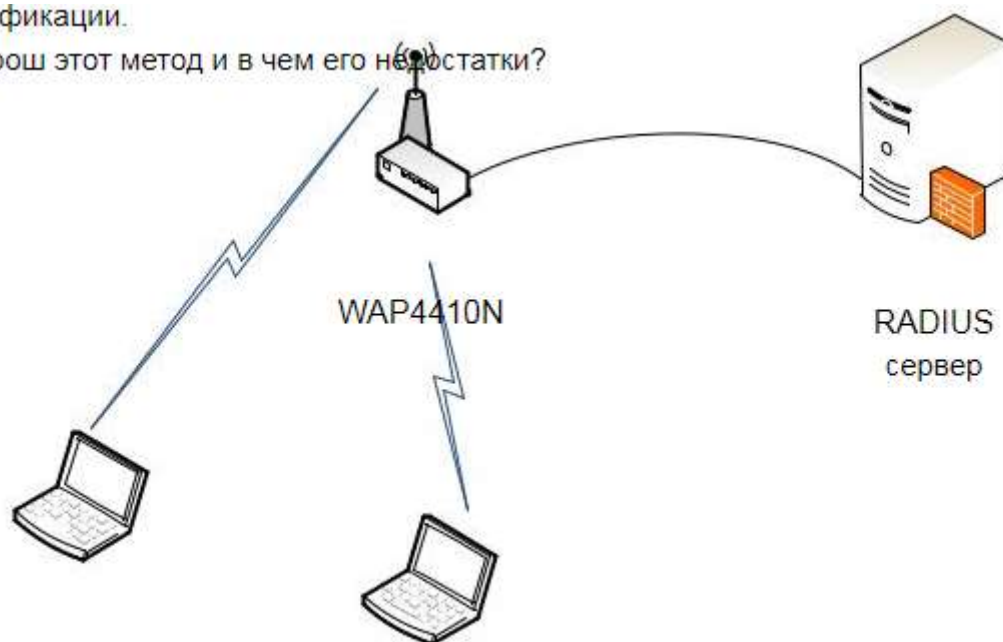 фикации.
рош этот метод и в чем его недостатки?
WAP4410N
RADIUS
сервер